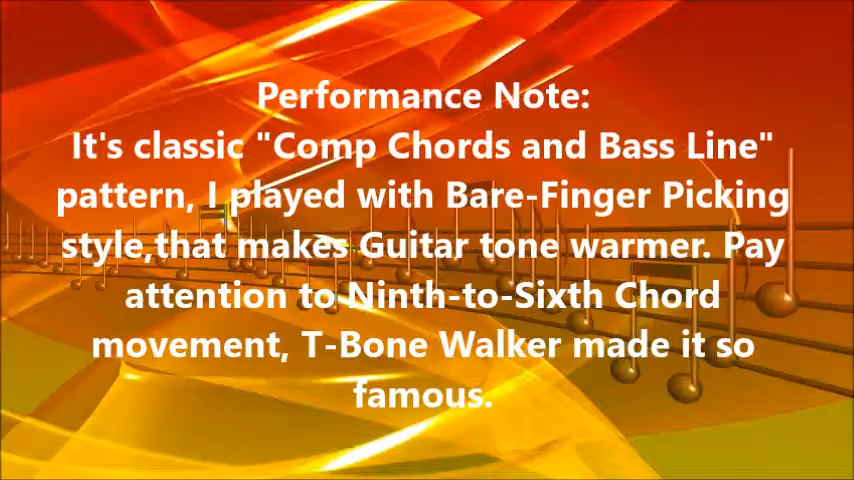 Performance Note:
It's classic "Comp Chords and Bass Line"
pattern, I played with Bare-Finger Picking
style,that makes Guitar tone warmer. Pay
attention to Ninth-to-Sixth Chord
movement, T-Bone Walker made it so
famous.